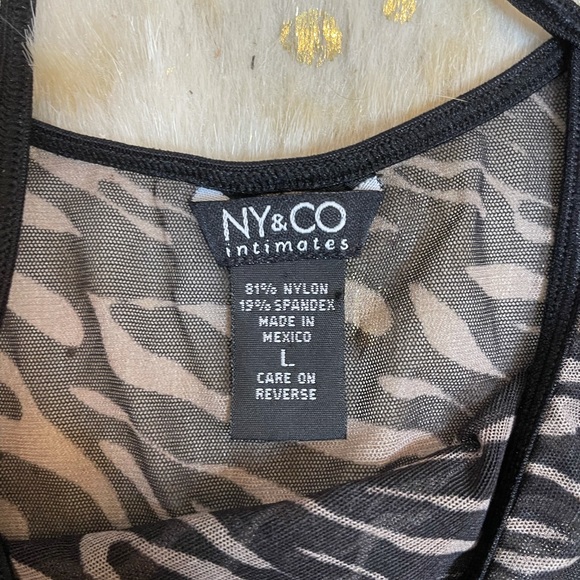 NY&CO
intimates
81% NYLON
19% SPANDEX
MADE IN
MEXICO
L
CARE ON
REVERSE